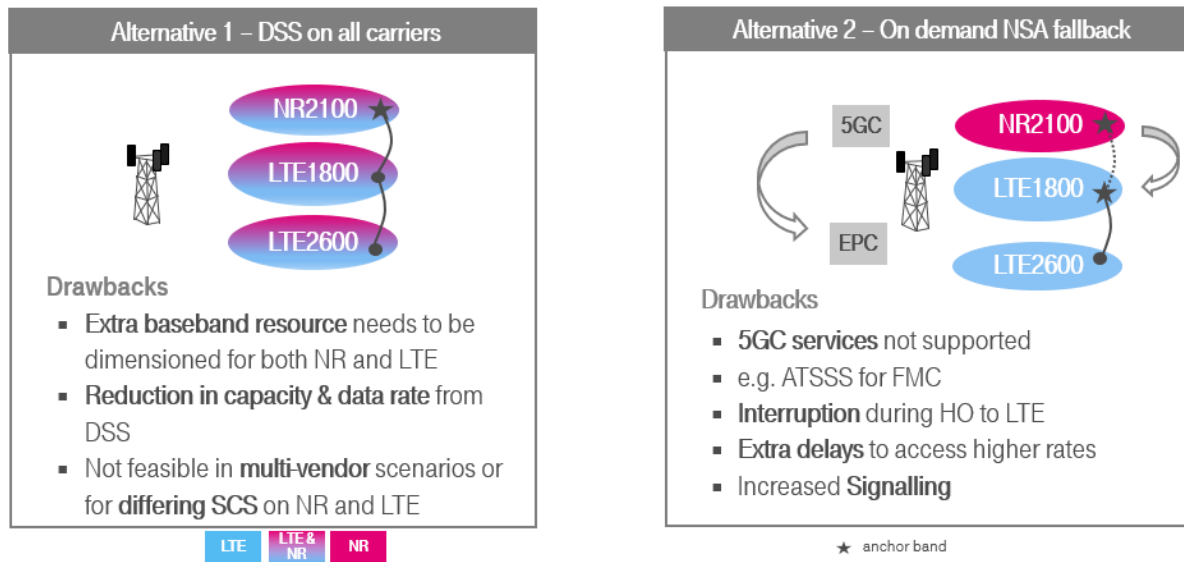 Alternative 1 – DSS on all carriers
NR2100
LTE1800
LTE2600
Drawbacks
▪ Extra baseband resource needs to be
dimensioned for both NR and LTE
▪ Reduction in capacity & data rate from
DSS
▪ Not feasible in multi-vendor scenarios or
for differing SCS on NR and LTE
LTE
LTE &
NR
NR
Alternative 2 – On demand NSA fallback
5GC
EPC
NR2100
LTE1800
LTE2600
Drawbacks
▪ 5GC services not supported
▪ e.g. ATSSS for FMC
▪ Interruption during HO to LTE
▪ Extra delays to access higher rates
▪ Increased Signalling
★ anchor band